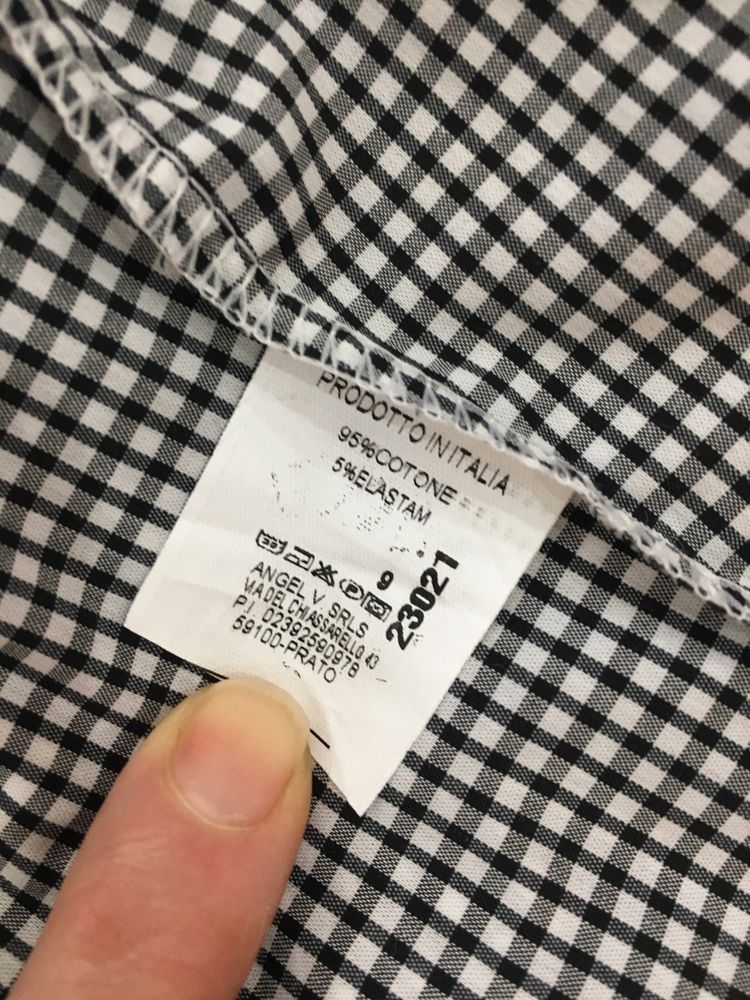 PRODOTTO IN ITALIA
95%COTONE
5%ELASTAM
9
23021
ANGEL V. SRLS
VIA DEL CHIASSARELLO 43
P.I. 02392590978
59100-PRATO